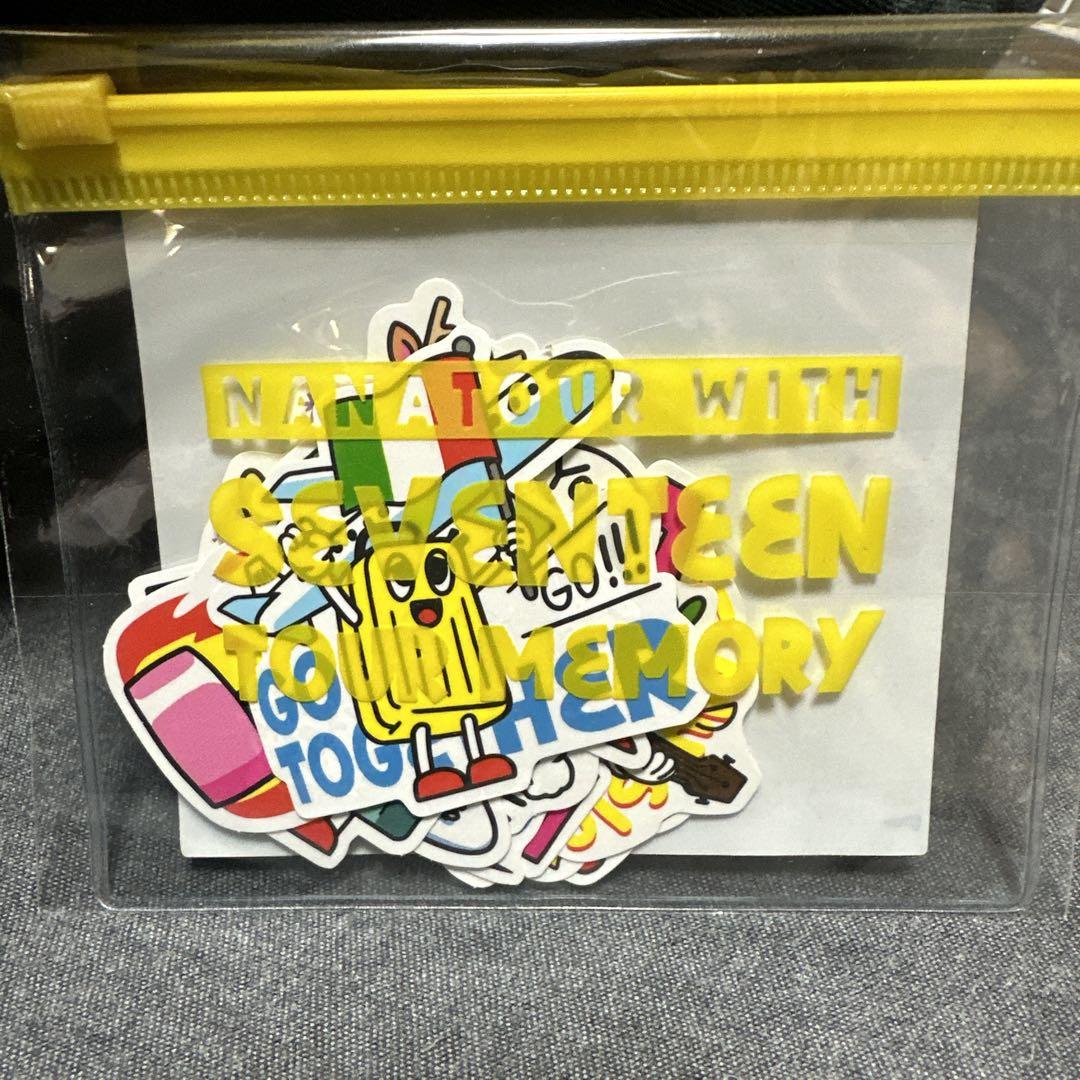 NANATOUR WITH
SEVENTEEN
GO!!!
TOUR MEMORY
GO
TOGETHER